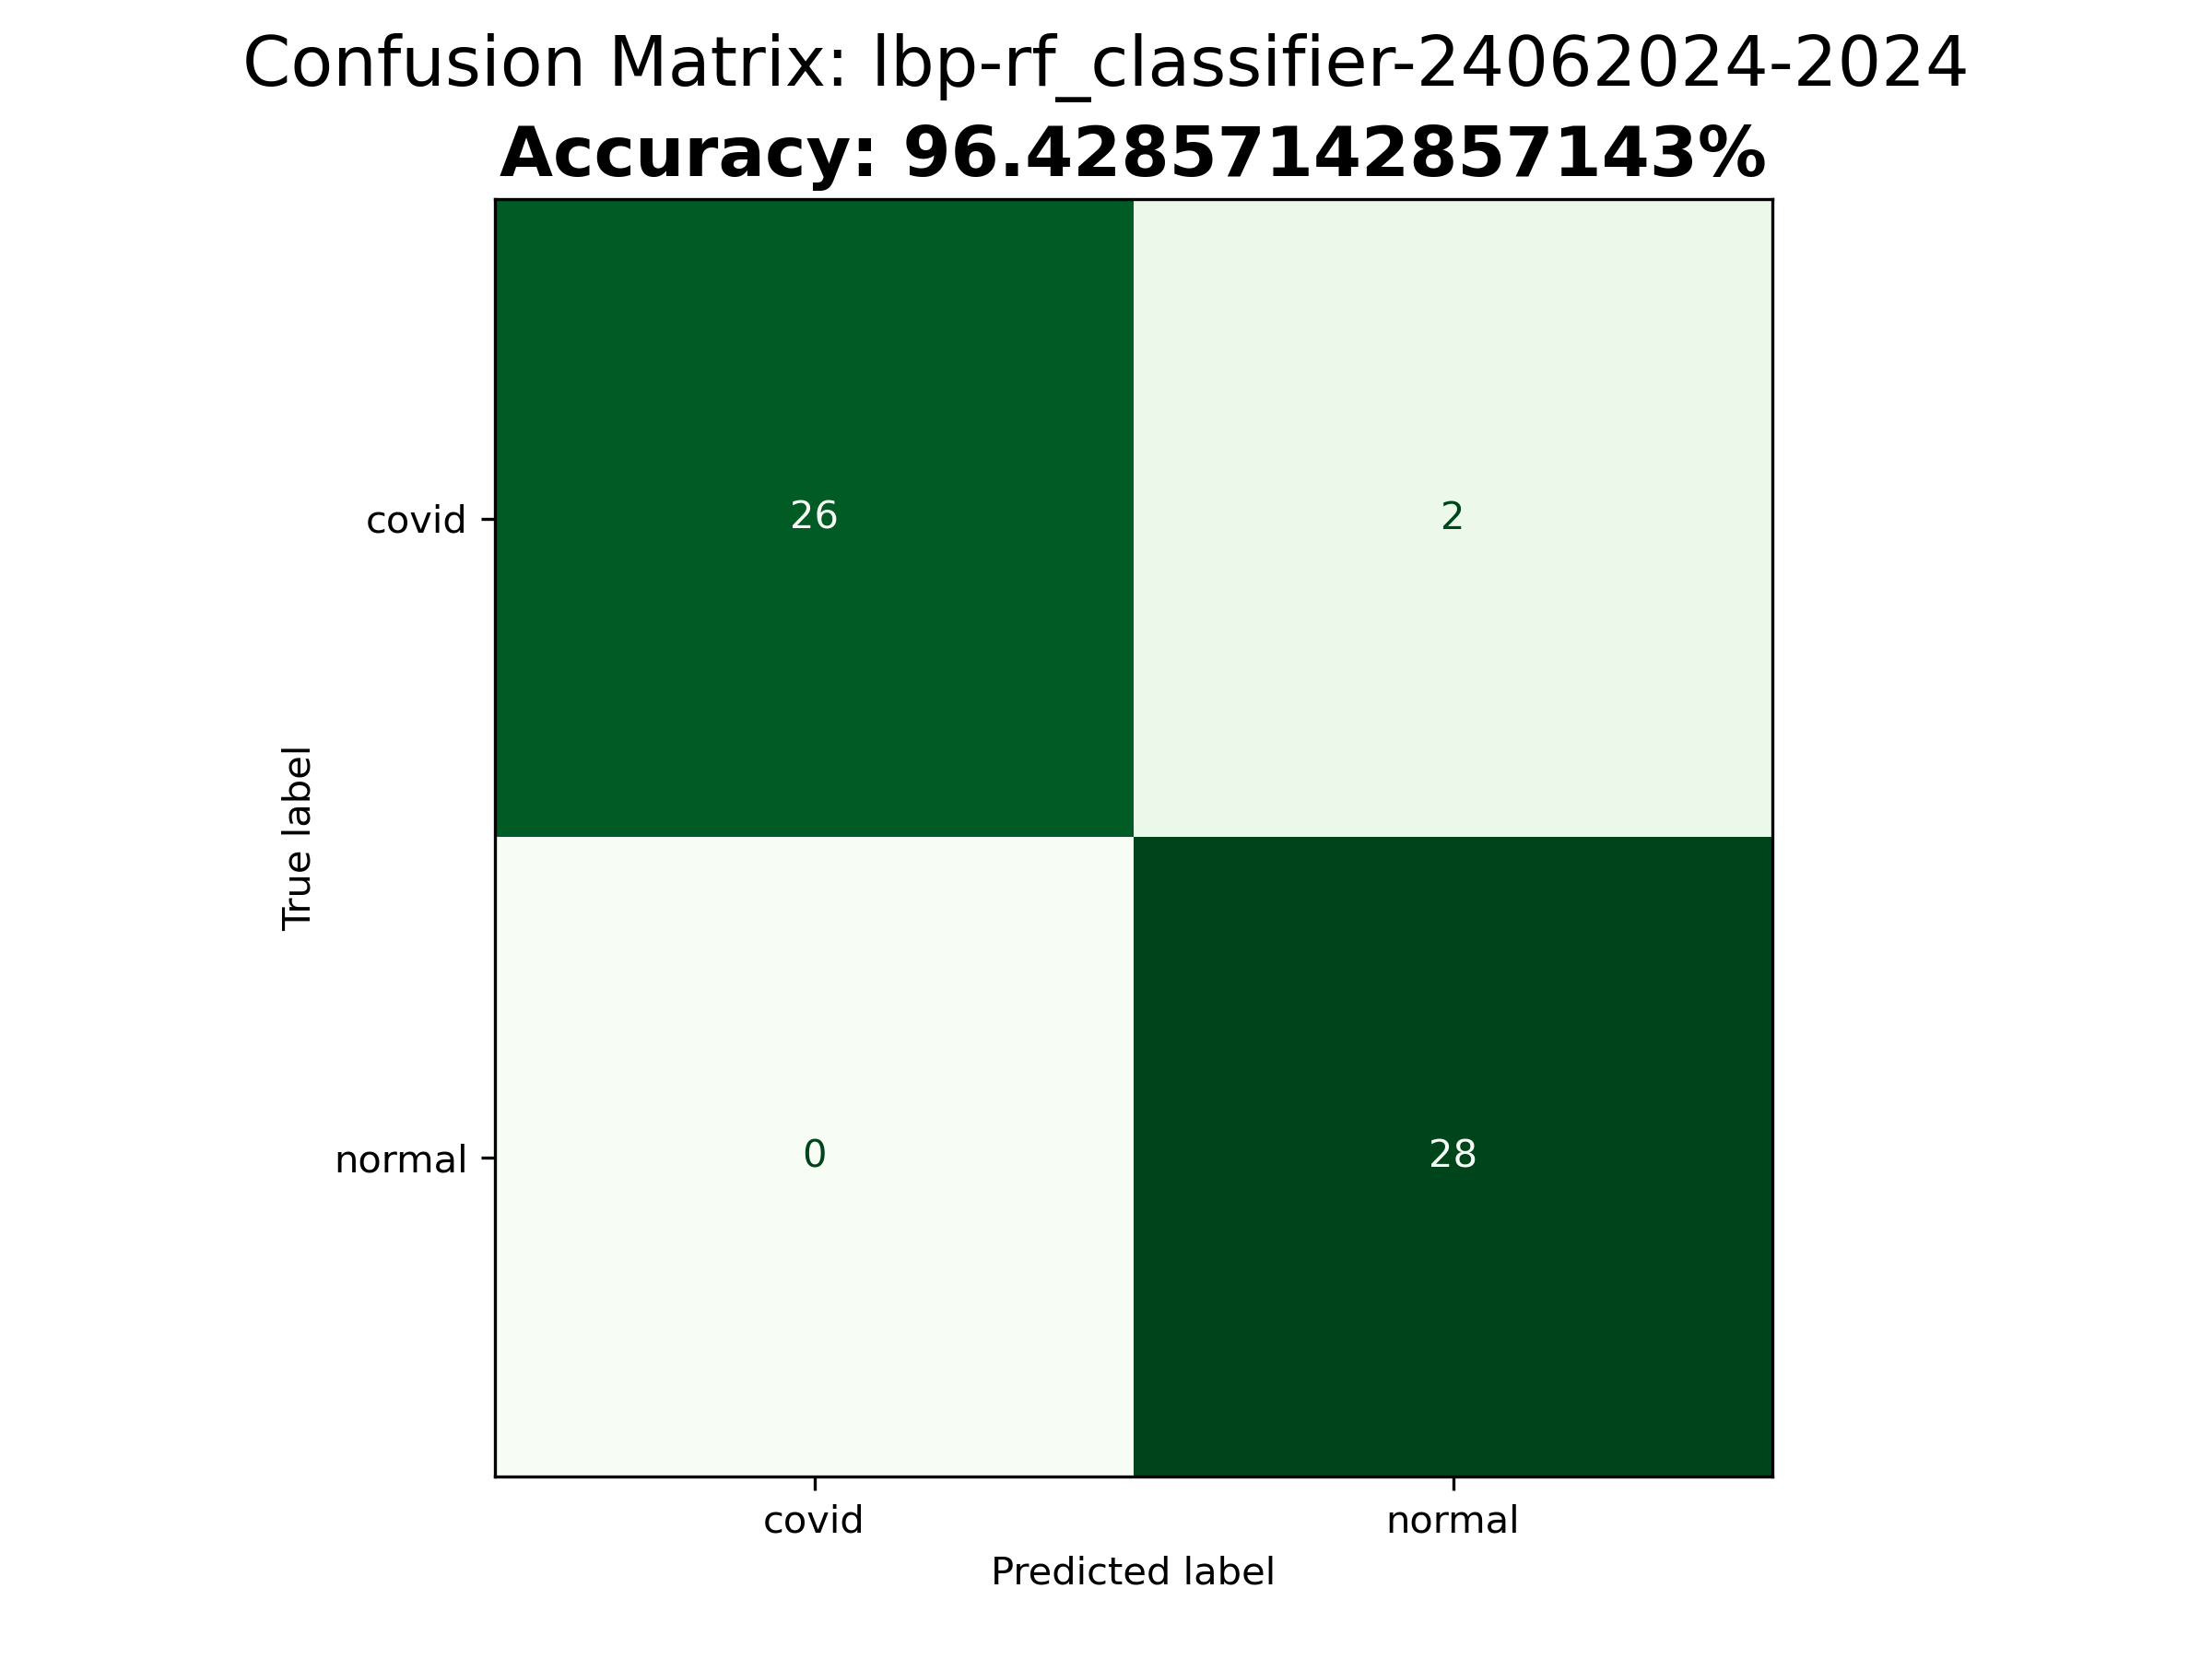 Confusion Matrix: lbp-rf_classifier-24062024-2024
Accuracy: 96.42857142857143%
covid
26
2
True label
normal
0
28
covid
normal
Predicted label